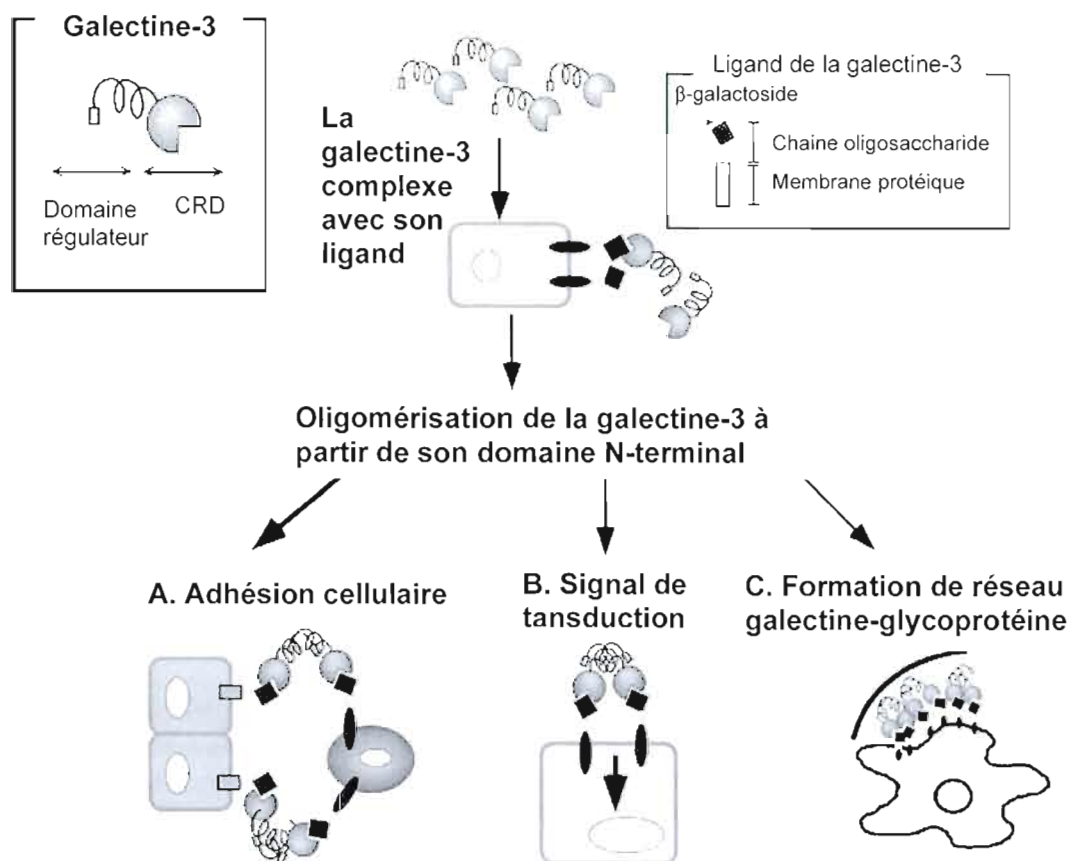 Galectine-3
Domaine
régulateur
CRD
La
galectine-3
complexe
avec son
ligand
Ligand de la galectine-3
β-galactoside
Chaine oligosaccharide
Membrane protéique
Oligomérisation de la galectine-3 à
partir de son domaine N-terminal
A. Adhésion cellulaire
B. Signal de
tansduction
C. Formation de réseau
galectine-glycoprotéine